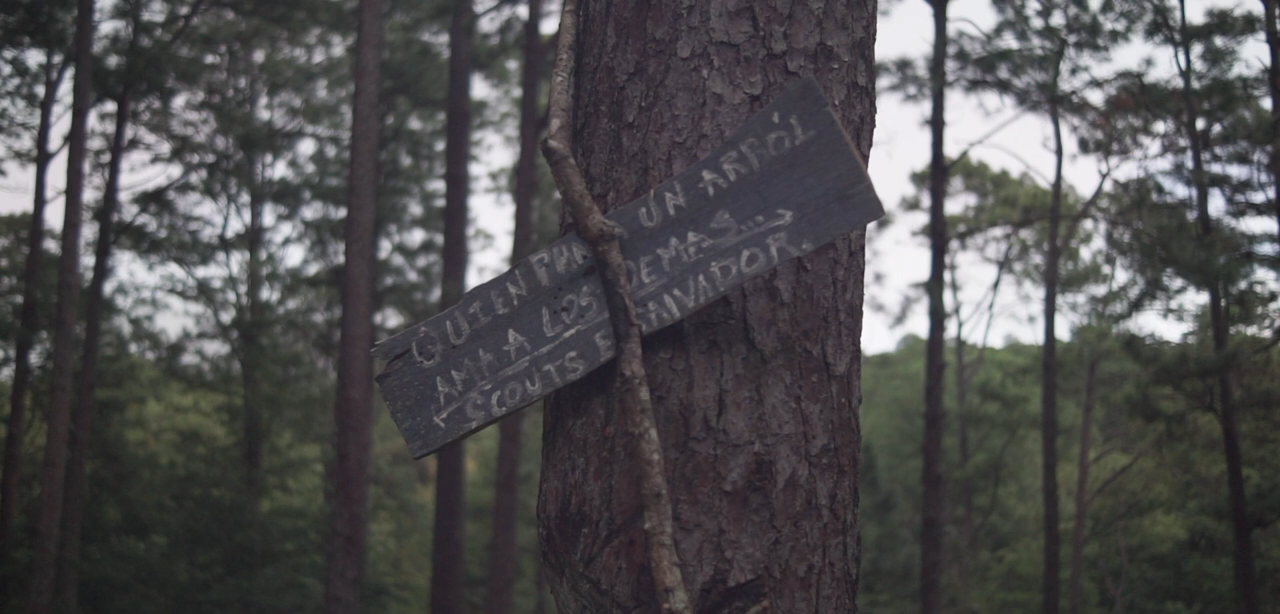 QUIEN UN ARBÓL
AMA A LOS DEMAS...
SCOUTS SALVADOR.